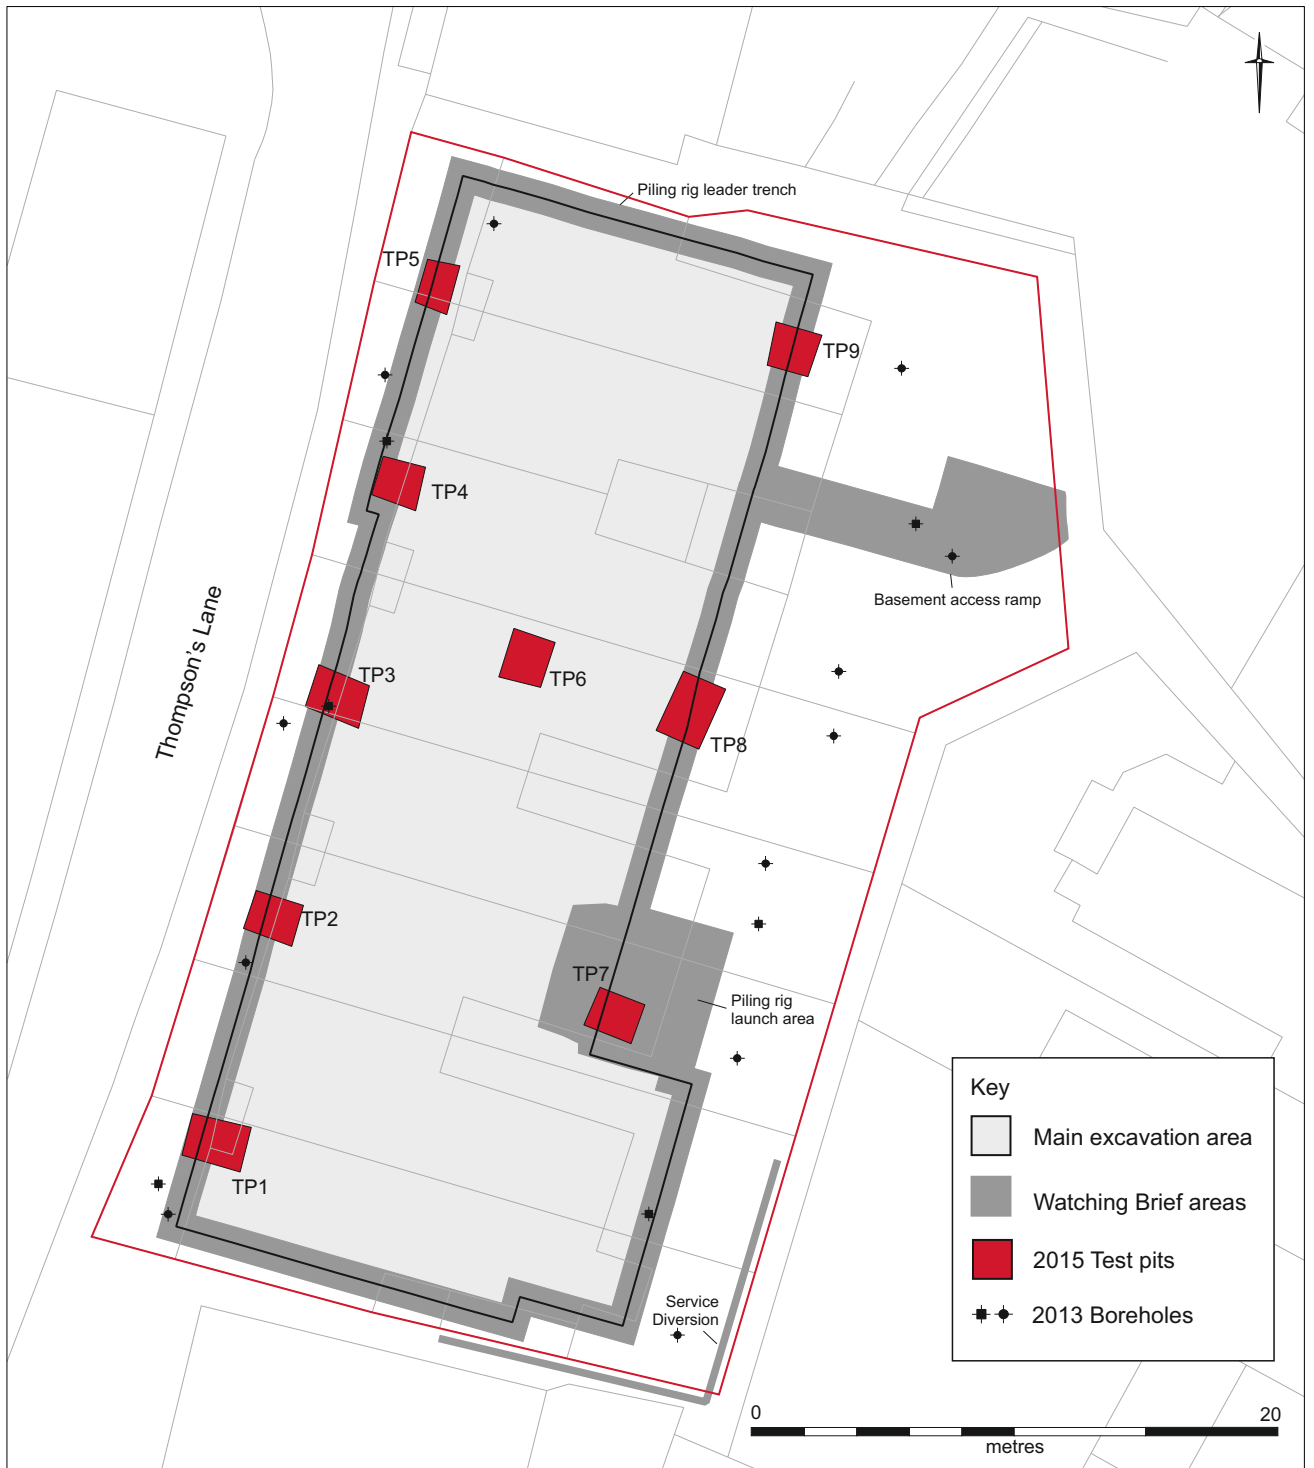 Piling rig leader trench
TP5
TP9
TP4
Basement access ramp
Thompson's Lane
TP3
TP6
TP8
TP2
TP7
Piling rig
launch area
TP1
Service
Diversion
Key
Main excavation area
Watching Brief areas
2015 Test pits
2013 Boreholes
0
20
metres